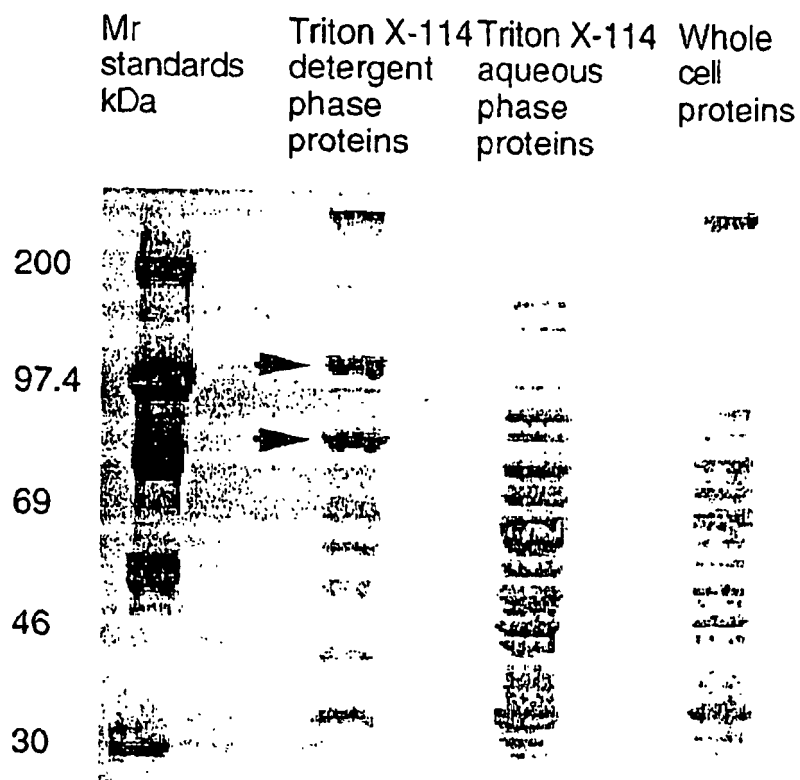 Mr
standards
kDa
Triton X-114
detergent
phase
proteins
Triton X-114
aqueous
phase
proteins
Whole
cell
proteins
200
97.4
69
46
30